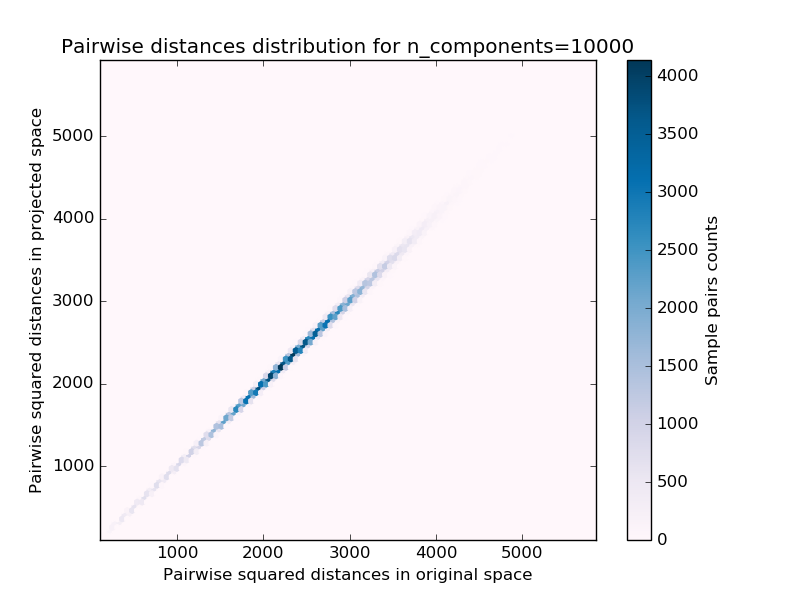 Pairwise distances distribution for n_components=10000
Pairwise squared distances in projected space
5000
4000
3000
2000
1000
1000 2000 3000 4000 5000
Pairwise squared distances in original space
4000
3500
3000
2500
2000
1500
1000
500
0
Sample pairs counts